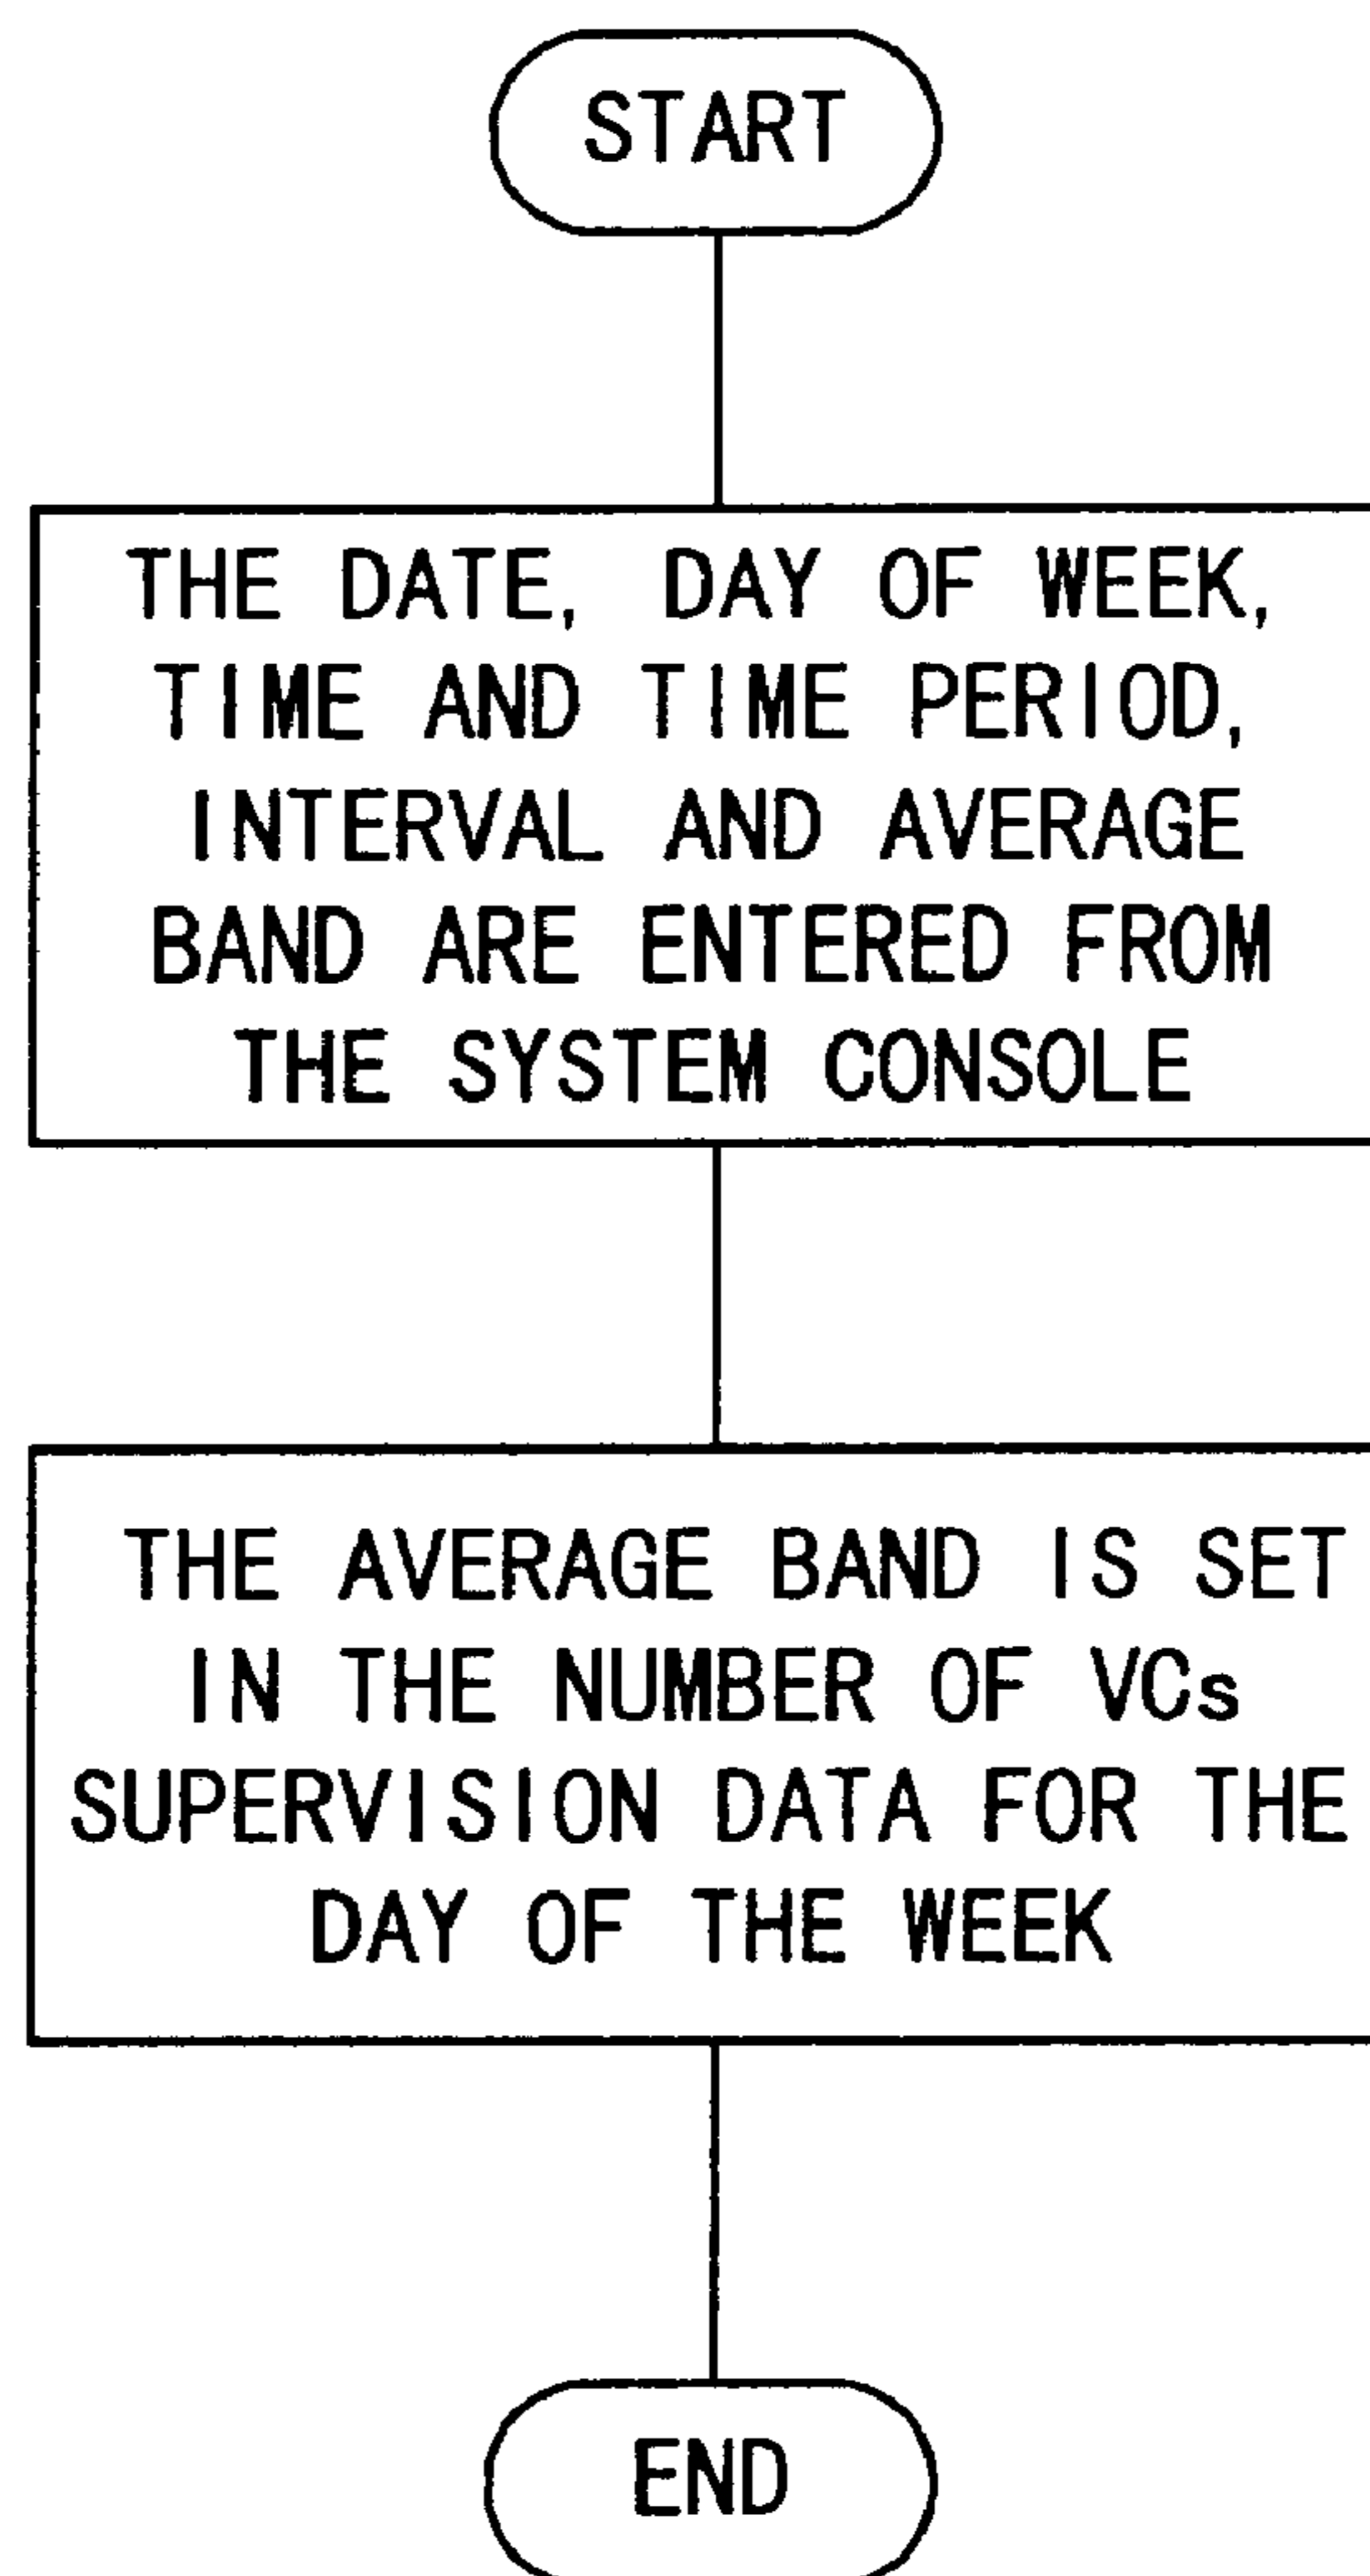 START
THE DATE, DAY OF WEEK,
TIME AND TIME PERIOD,
INTERVAL AND AVERAGE
BAND ARE ENTERED FROM
THE SYSTEM CONSOLE
THE AVERAGE BAND IS SET
IN THE NUMBER OF VCs
SUPERVISION DATA FOR THE
DAY OF THE WEEK
END